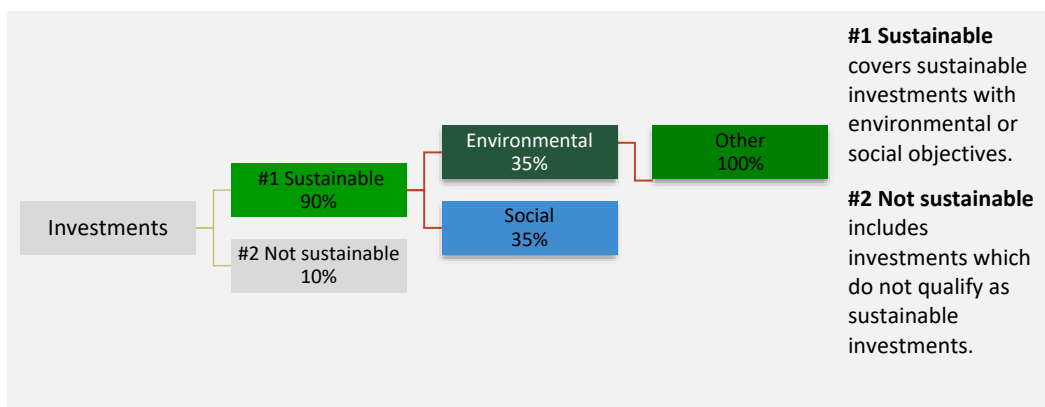 Investments
#1 Sustainable
90%
#2 Not sustainable
10%
Environmental
35%
Social
35%
Other
100%
#1 Sustainable
covers sustainable
investments with
environmental or
social objectives.
#2 Not sustainable
includes
investments which
do not qualify as
sustainable
investments.